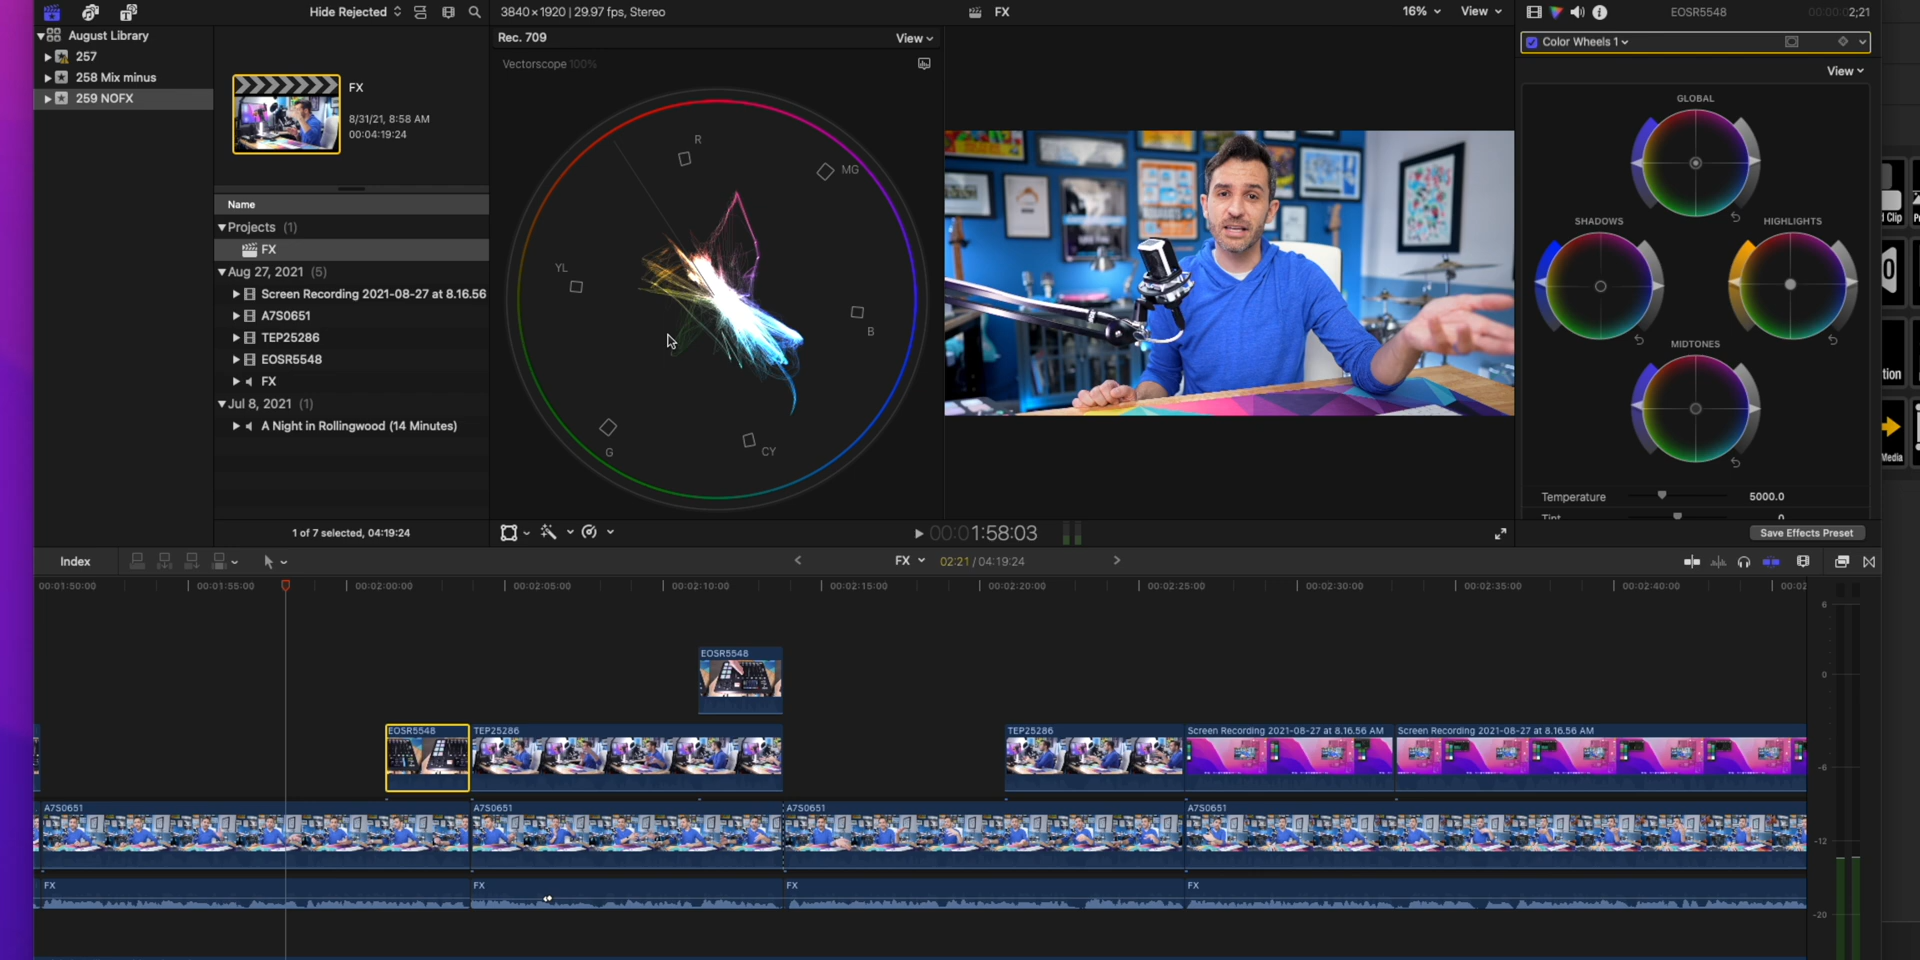 Hide Rejected
3840×1920 | 29.97 fps, Stereo
FX
16%
View
EOSR5548
00:00:02;21
August Library
257
258 Mix minus
259 NOFX
FX
8/31/21, 8:58 AM
00:04:19:24
Rec. 709
View
Vectorscope 100%
R
MG
YL
B
G
CY
Color Wheels 1
View
GLOBAL
SHADOWS
HIGHLIGHTS
MIDTONES
Temperature
5000.0
Tint
0
Save Effects Preset
Name
Projects (1)
FX
Aug 27, 2021 (5)
Screen Recording 2021-08-27 at 8.16.56
A7S0651
TEP25286
EOSR5548
FX
Jul 8, 2021 (1)
A Night in Rollingwood (14 Minutes)
1 of 7 selected, 04:19:24
00:01:58:03
d Clip
tion
Media
Index
FX
02:21 / 04:19:24
00:01:50:00
00:01:55:00
00:02:00:00
00:02:05:00
00:02:10:00
00:02:15:00
00:02:20:00
00:02:25:00
00:02:30:00
00:02:35:00
00:02:40:00
00:02
6
0
-6
-12
-20
EOSR5548
EOSR5548
TEP25286
TEP25286
Screen Recording 2021-08-27 at 8.16.56 AM
Screen Recording 2021-08-27 at 8.16.56 AM
A7S0651
A7S0651
A7S0651
A7S0651
FX
FX
FX
FX